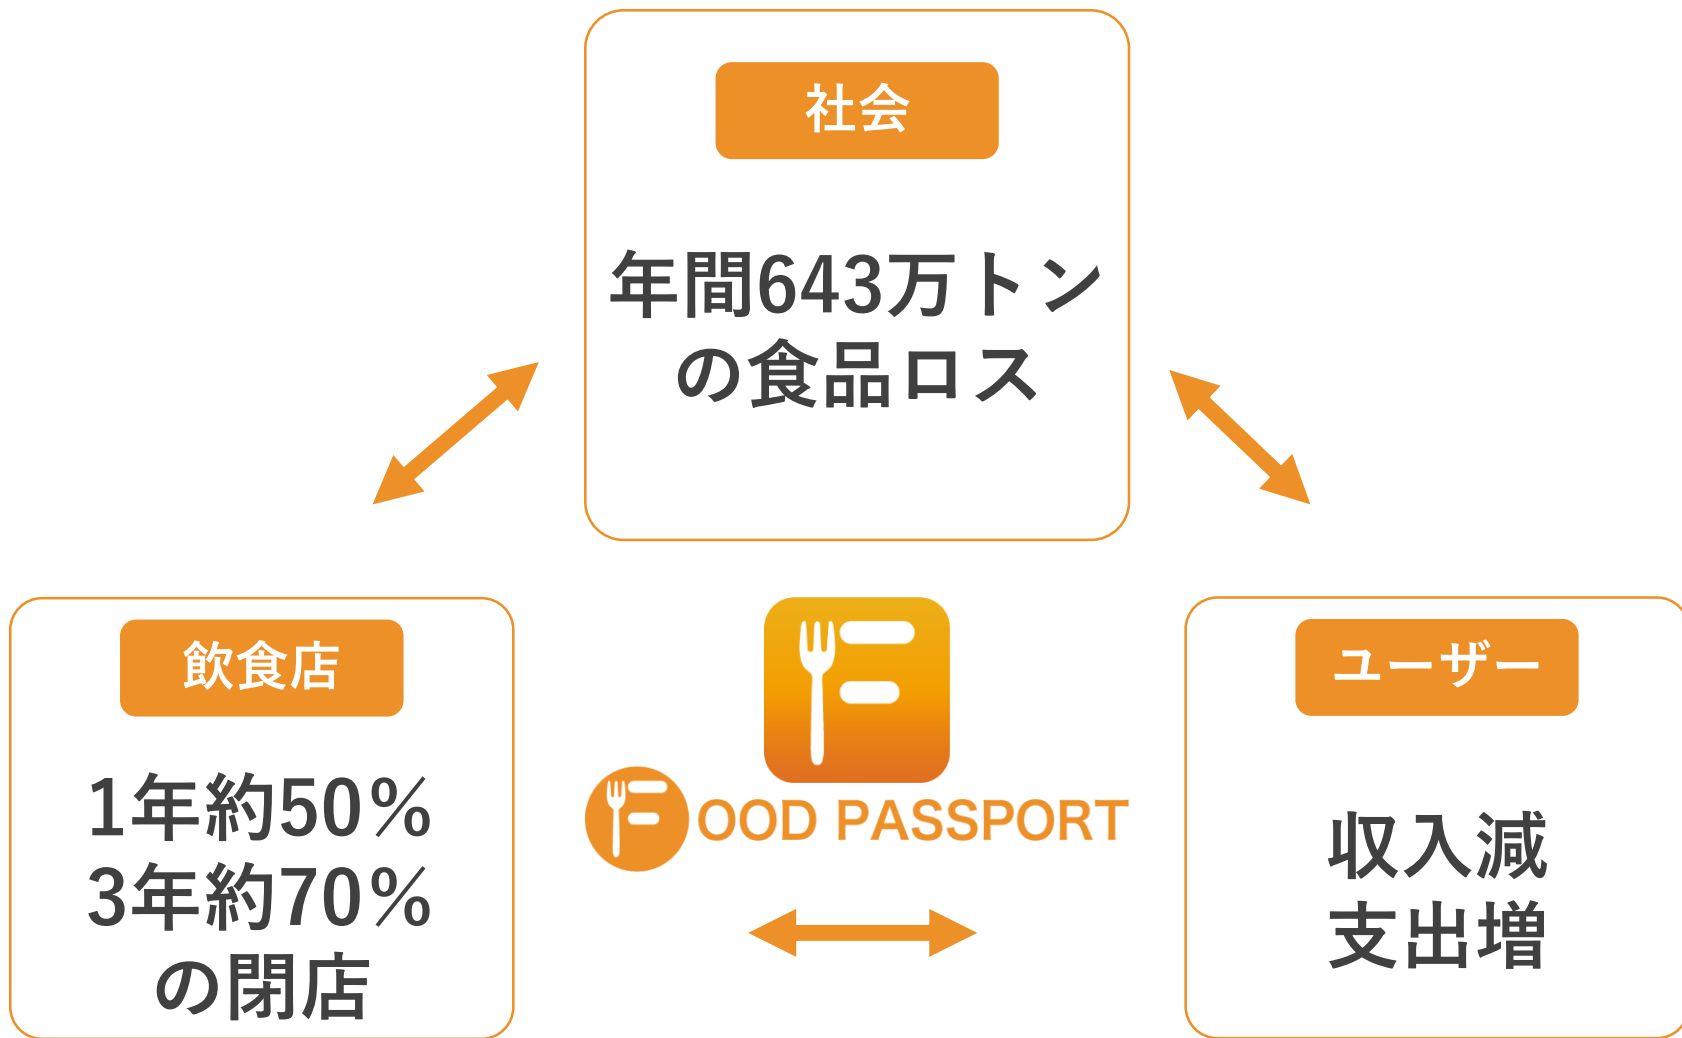 社会
年間643万トン
の食品ロス
飲食店
1年約50%
3年約70%
の閉店
FOOD PASSPORT
ユーザー
収入減
支出増